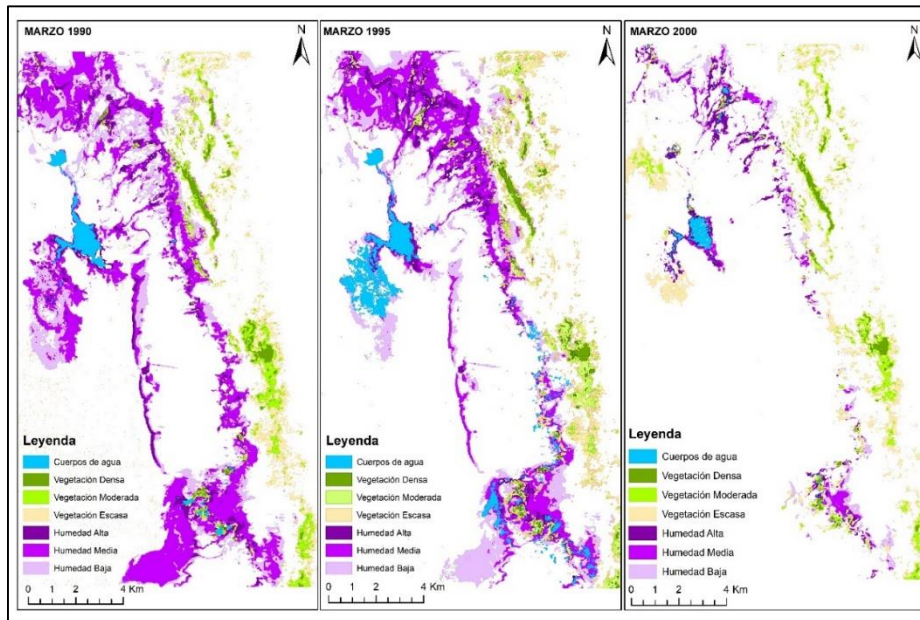 MARZO 1990
N
Leyenda
Cuerpos de agua
Vegetación Densa
Vegetación Moderada
Vegetación Escasa
Humedad Alta
Humedad Media
Humedad Baja
0 1 2 4 Km
MARZO 1995
N
Leyenda
Cuerpos de agua
Vegetación Densa
Vegetación Moderada
Vegetación Escasa
Humedad Alta
Humedad Media
Humedad Baja
0 1 2 4 Km
MARZO 2000
N
Leyenda
Cuerpos de agua
Vegetación Densa
Vegetación Moderada
Vegetación Escasa
Humedad Alta
Humedad Media
Humedad Baja
0 1 2 4 Km